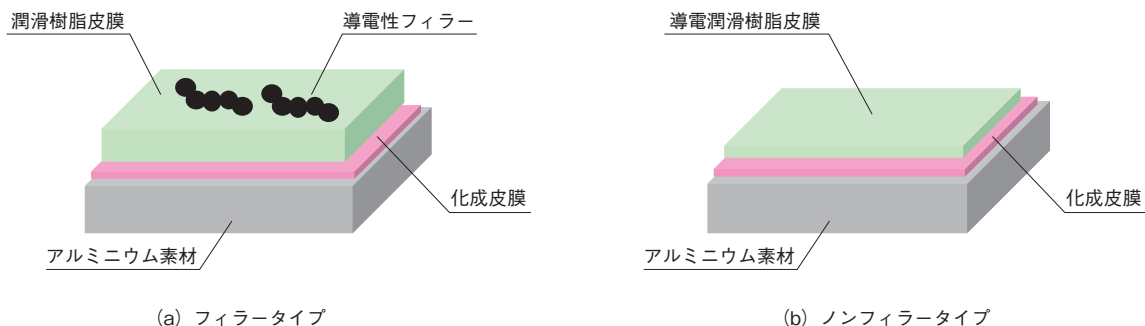 潤滑樹脂皮膜
導電性フィラー
化成皮膜
アルミニウム素材
(a) フィラータイプ
導電潤滑樹脂皮膜
化成皮膜
アルミニウム素材
(b) ノンフィラータイプ